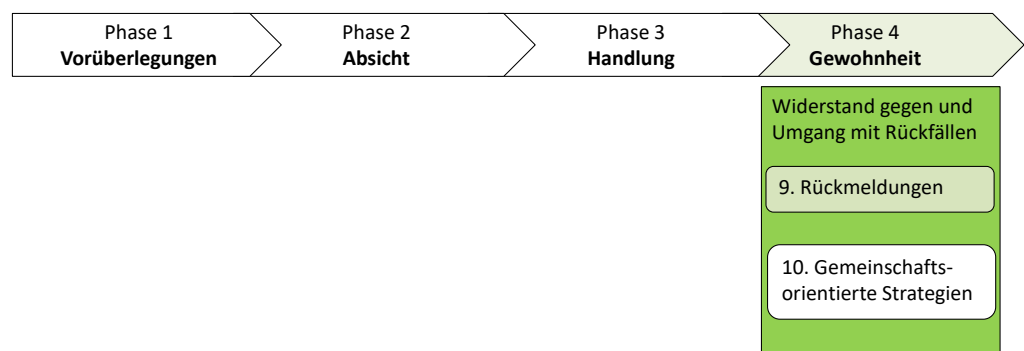 Phase 1
Vorüberlegungen
Phase 2
Absicht
Phase 3
Handlung
Phase 4
Gewohnheit
Widerstand gegen und
Umgang mit Rückfällen
9. Rückmeldungen
10. Gemeinschafts-
orientierte Strategien